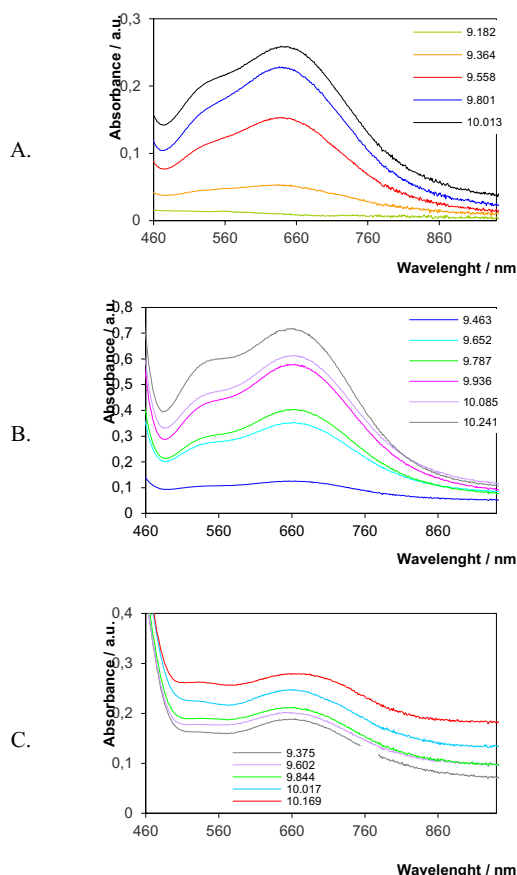 A.
Absorbance / a.u.
0,2
0,1
0
460 560 660 760 860
Wavelenght / nm
9.182
9.364
9.558
9.801
10.013
B.
Absorbance / a.u.
0,8
0,7
0,6
0,5
0,4
0,3
0,2
0,1
0
460 560 660 760 860
Wavelenght / nm
9.463
9.652
9.787
9.936
10.085
10.241
C.
Absorbance / a.u.
0,4
0,3
0,2
0,1
0
460 560 660 760 860
Wavelenght / nm
9.375
9.602
9.844
10.017
10.169